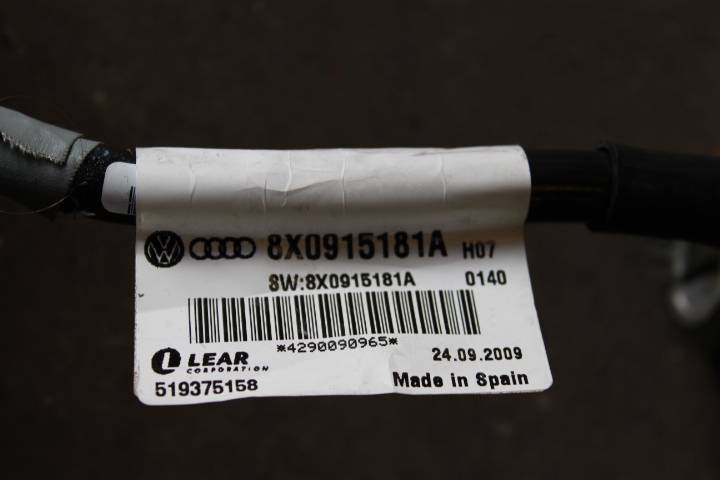 8X0915181A H07
SW:8X0915181A 0140
*4290090965*
LEAR 24.09.2009
CORPORATION
519375158 Made in Spain